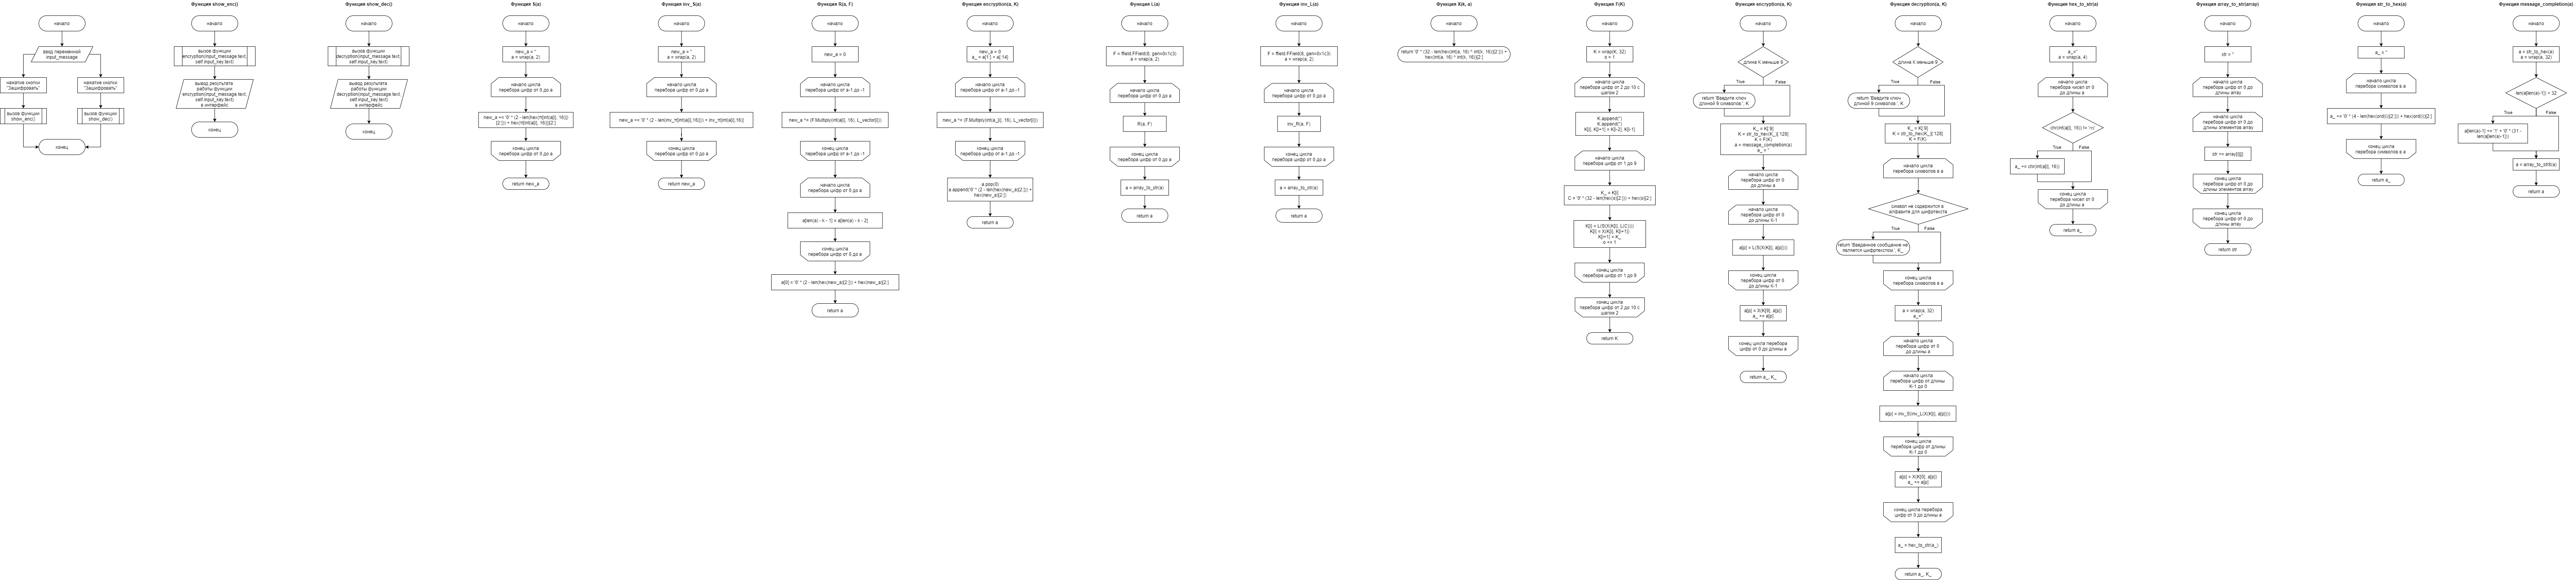 начало
ввод переменной
input_message
нажатие кнопки
"Зашифровать"
нажатие кнопки
"Зашифровать"
вызов функции
show_enc()
вызов функции
show_dec()
конец
Функция show_enc()
начало
вызов функции
encryption(input_message.text,
self.input_key.text)
вывод результата
работы функции
encryption(input_message.text,
self.input_key.text)
в интерфейс
конец
Функция show_dec()
начало
вызов функции
decryption(input_message.text,
self.input_key.text)
вывод результата
работы функции
decryption(input_message.text,
self.input_key.text)
в интерфейс
конец
Функция S(a)
начало
new_a = ''
a = wrap(a, 2)
начало цикла
перебора цифр от 0 до a
new_a += '0' * (2 - len(hex(π[int(a[i], 16)])
[2:])) + hex(π[int(a[i], 16)])[2:]
конец цикла
перебора цифр от 0 до a
return new_a
Функция inv_S(a)
начало
new_a = ''
a = wrap(a, 2)
начало цикла
перебора цифр от 0 до a
new_a += '0' * (2 - len(inv_π[int(a[i],16)])) + inv_π[int(a[i],16)]
конец цикла
перебора цифр от 0 до a
return new_a
Функция R(a, F)
начало
new_a = 0
начало цикла
перебора цифр от a-1 до -1
new_a ^= (F.Multiply(int(a[i], 16), L_vector[i]))
конец цикла
перебора цифр от a-1 до -1
начало цикла
перебора цифр от 0 до a
a[len(a) - k - 1] = a[len(a) - k - 2]
конец цикла
перебора цифр от 0 до a
a[0] = '0' * (2 - len(hex(new_a)[2:])) + hex(new_a)[2:]
return a
Функция encryption(a, K)
начало
new_a = 0
начало цикла
перебора цифр от a-1 до -1
new_a ^= (F.Multiply(int(a_[i], 16), L_vector[i]))
конец цикла
перебора цифр от a-1 до -1
a.pop(0)
a.append('0' * (2 - len(hex(new_a)[2:])) +
hex(new_a)[2:])
return a
Функция L(a)
начало
F = ffield.FField(8, gen=0x1c3)
a = wrap(a, 2)
начало цикла
перебора цифр от 0 до a
R(a, F)
конец цикла
перебора цифр от 0 до a
a = array_to_str(a)
return a
Функция inv_L(a)
начало
F = ffield.FField(8, gen=0x1c3)
a = wrap(a, 2)
начало цикла
перебора цифр от 0 до a
inv_R(a, F)
конец цикла
перебора цифр от 0 до a
a = array_to_str(a)
return a
Функция X(k, a)
начало
return '0' * (32 - len(hex(int(a, 16) ^ int(k, 16))[2:])) +
hex(int(a, 16) ^ int(k, 16))[2:]
Функция F(K)
начало
K = wrap(K, 32)
o = 1
начало цикла
перебора цифр от 2 до 10 с
шагом 2
K.append('')
K.append('')
K[i], K[i+1] = K[i-2], K[i-1]
начало цикла
перебора цифр от 1 до 9
K_ = K[i]
C = '0' * (32 - len(hex(o)[2:])) + hex(o)[2:]
K[i] = L(S(X(K[i], L(C))))
K[i] = X(K[i], K[i+1])
K[i+1] = K_
o += 1
конец цикла
перебора цифр от 1 до 9
конец цикла
перебора цифр от 2 до 10 с
шагом 2
return K
Функция encryption(a, K)
начало
длина K меньше 9
True
False
return 'Введите ключ
длиной 9 символов.', K
K_ = K[:9]
K = str_to_hex(K_)[:128]
K = F(K)
a = message_completion(a)
a_ = ''
начало цикла
перебора цифр от 0
до длины a
начало цикла
перебора цифр от 0
до длины K-1
a[p] = L(S(X(K[i], a[p])))
конец цикла
перебора цифр от 0
до длины K-1
a[p] = X(K[9], a[p])
a_ += a[p]
конец цикла перебора
цифр от 0 до длины a
return a_, K_
Функция decryption(a, K)
начало
длина K меньше 9
True
False
return 'Введите ключ
длиной 9 символов.', K
K_ = K[:9]
K = str_to_hex(K_)[:128]
K = F(K)
начало цикла
перебора символов в a
символ не содержится в
алфавите для шифртекста
True
False
return 'Введенное сообщение не
является шифртекстом.', K_
конец цикла
перебора символов в a
a = wrap(a, 32)
a_=''
начало цикла
перебора цифр от 0
до длины a
начало цикла
перебора цифр от длины
K-1 до 0
a[p] = inv_S(inv_L(X(K[i], a[p])))
конец цикла
перебора цифр от длины
K-1 до 0
a[p] = X(K[0], a[p])
a_ += a[p]
конец цикла перебора
цифр от 0 до длины a
a_ = hex_to_str(a_)
return a_, K_
Функция hex_to_str(a)
начало
a_=''
a = wrap(a, 4)
начало цикла
перебора чисел от 0
до длины a
True
False
a_ += chr(int(a[i], 16))
конец цикла
перебора чисел от 0
до длины a
return a_
Функция array_to_str(array)
начало
str = ''
начало цикла
перебора цифр от 0 до
длины array
начало цикла
перебора цифр от 0 до
длины элементов array
str += array[i][j]
конец цикла
перебора цифр от 0 до
длины элементов array
конец цикла
перебора цифр от 0 до
длины array
return str
Функция str_to_hex(a)
начало
a_ = ''
начало цикла
перебора символов в a
a_ += '0' * (4 - len(hex(ord(i))[2:])) + hex(ord(i))[2:]
конец цикла
перебора символов в a
return a_
Функция message_completion(a)
начало
a = str_to_hex(a)
a = wrap(a, 32)
len(a[len(a)-1]) < 32
True
False
a[len(a)-1] += '1' + '0' * (31 -
len(a[len(a)-1]))
a = array_to_str(a)
return a